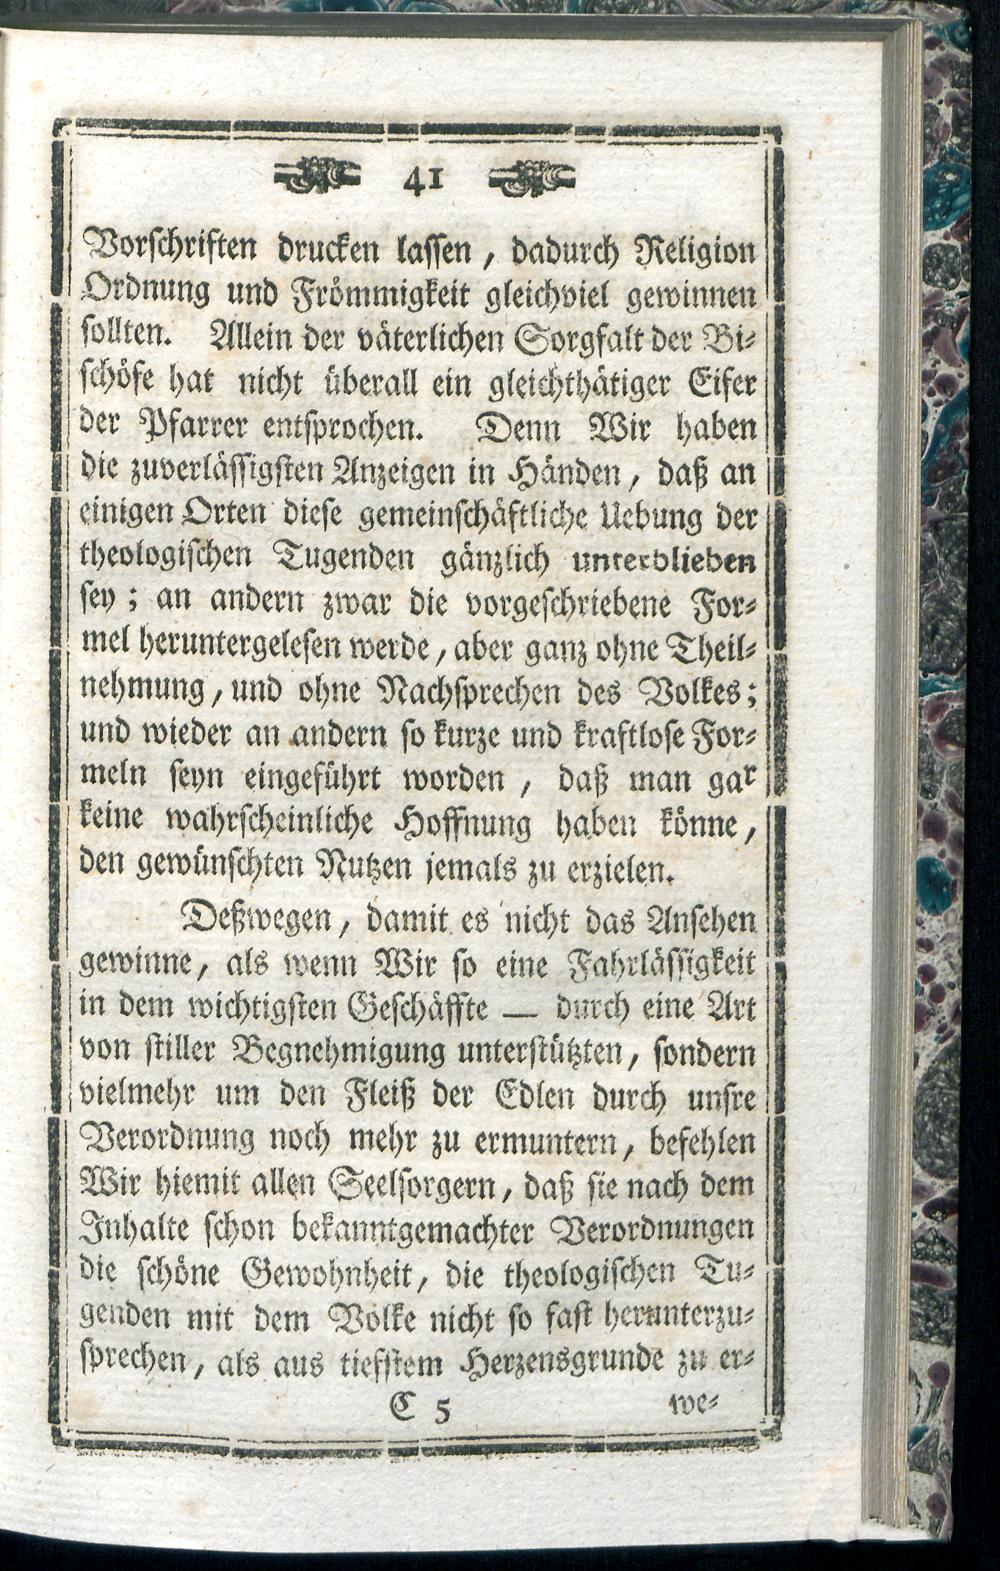 41
Vorschriften drucken lassen, dadurch Religion
Ordnung und Frömmigkeit gleichviel gewinnen
sollten. Allein der väterlichen Sorgfalt der Bi-
schöfe hat nicht überall ein gleichthätiger Eifer
der Pfarrer entsprochen. Denn Wir haben
die zuverlässigsten Anzeigen in Händen, daß an
einigen Orten diese gemeinschäftliche Uebung der
theologischen Tugenden gänzlich unterblieben
sey; an andern zwar die vorgeschriebene For-
mel heruntergelesen werde, aber ganz ohne Theil-
nehmung, und ohne Nachsprechen des Volkes;
und wieder an andern so kurze und kraftlose For-
meln seyn eingeführt worden, daß man gar
keine wahrscheinliche Hoffnung haben könne,
den gewünschten Nutzen jemals zu erzielen.
Deßwegen, damit es nicht das Ansehen
gewinne, als wenn Wir so eine Fahrlässigkeit
in dem wichtigsten Geschäffte — durch eine Art
von stiller Begnehmigung unterstützten, sondern
vielmehr um den Fleiß der Edlen durch unsre
Verordnung noch mehr zu ermuntern, befehlen
Wir hiemit allen Seelsorgern, daß sie nach dem
Inhalte schon bekanntgemachter Verordnungen
die schöne Gewohnheit, die theologischen Tu-
genden mit dem Volke nicht so fast herunterzu-
sprechen, als aus tiefstem Herzensgrunde zu er-
C 5 we-